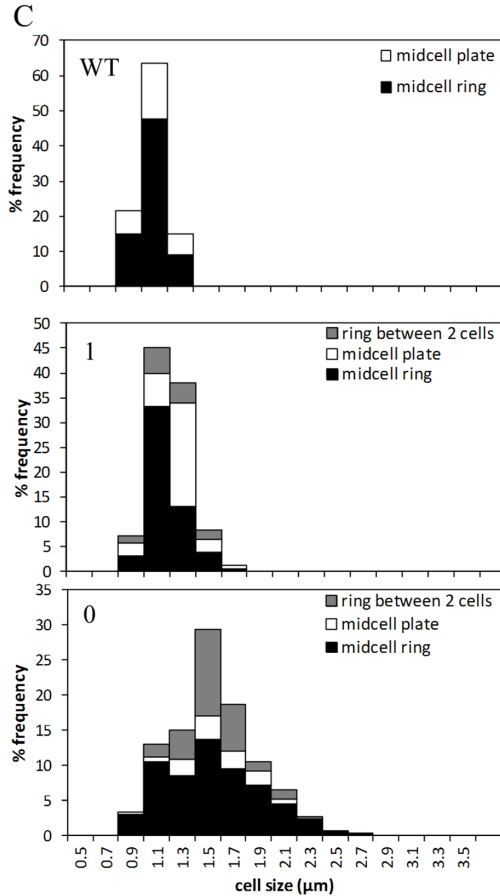 C
WT
70
60
50
40
30
20
10
0
% frequency
midcell plate
midcell ring
1
50
45
40
35
30
25
20
15
10
5
0
% frequency
ring between 2 cells
midcell plate
midcell ring
0
35
30
25
20
15
10
5
0
% frequency
ring between 2 cells
midcell plate
midcell ring
0.5 0.7 0.9 1.1 1.3 1.5 1.7 1.9 2.1 2.3 2.5 2.7 2.9 3.1 3.3 3.5
cell size (µm)